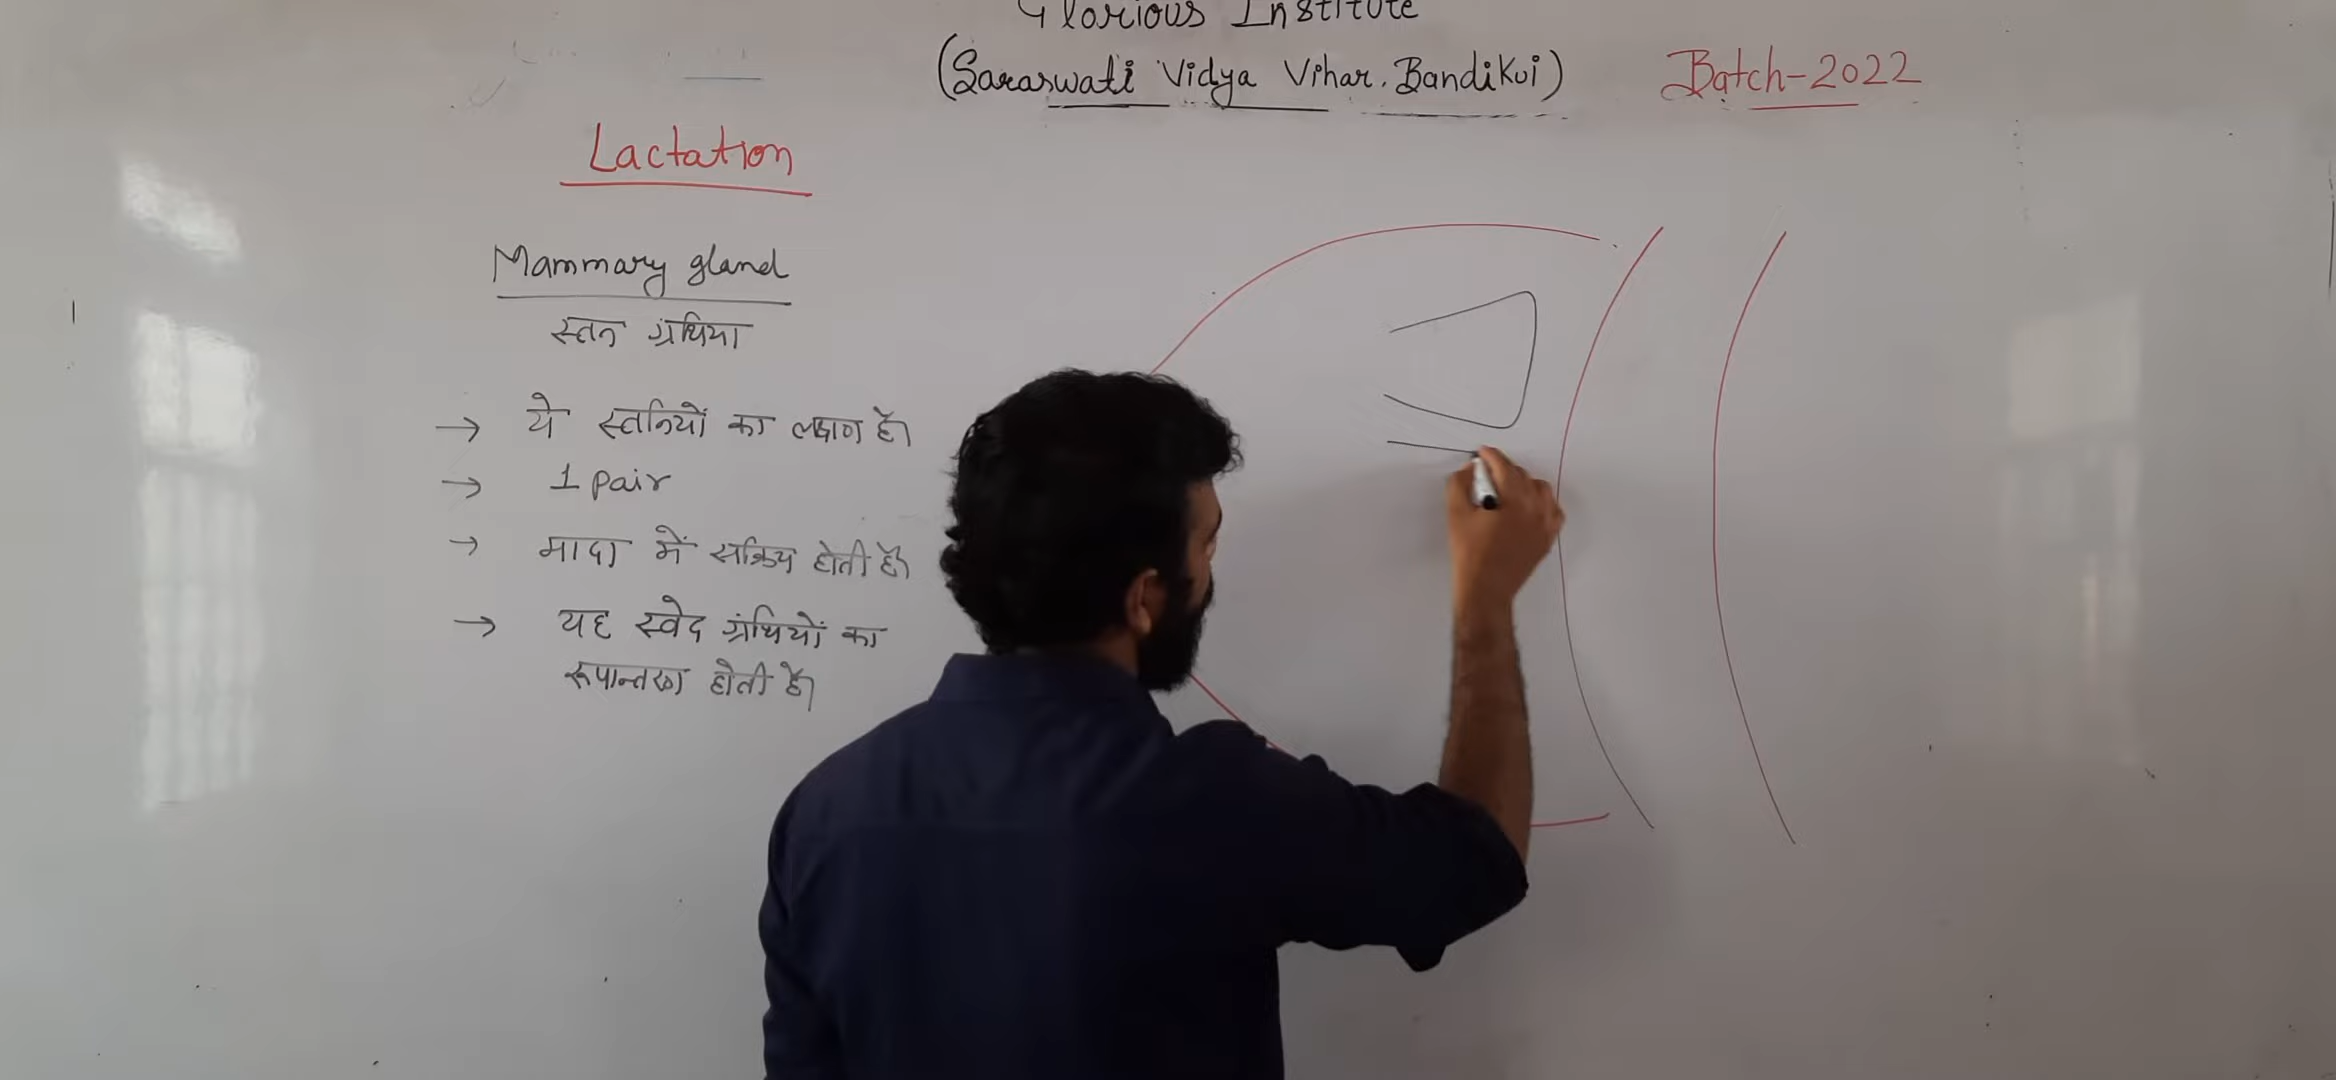 Glorious Institute
(Saraswati Vidya Vihar. Bandikui)
Batch-2022
Lactation
Mammary gland
स्तन ग्रंथिया
→ ये स्तनियों का लक्षण हैं।
→ 1 pair
→ मादा में सक्रिय होती हैं।
→ यह स्वेद ग्रंथियों का
रूपान्तरण होती हैं।